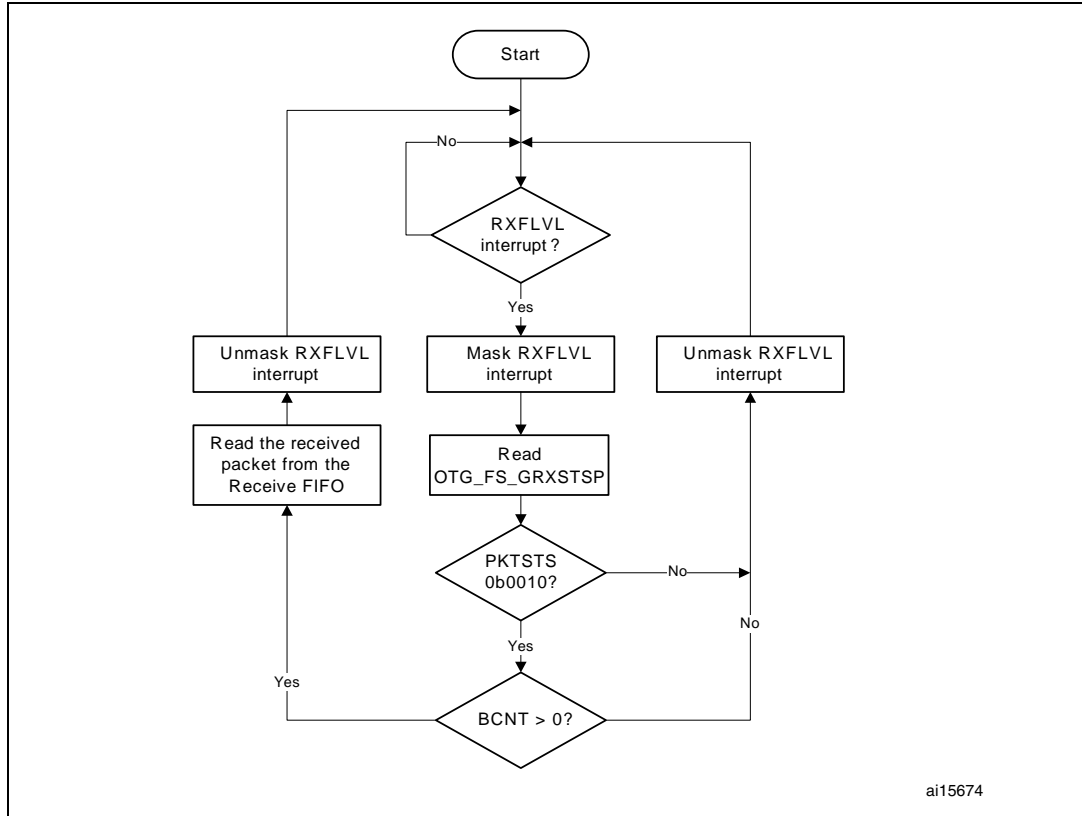 Start
No
RXFLVL
interrupt ?
Yes
Unmask RXFLVL
interrupt
Mask RXFLVL
interrupt
Unmask RXFLVL
interrupt
Read the received
packet from the
Receive FIFO
Read
OTG_FS_GRXSTSP
PKTSTS
0b0010?
No
No
Yes
Yes
BCNT > 0?
ai15674